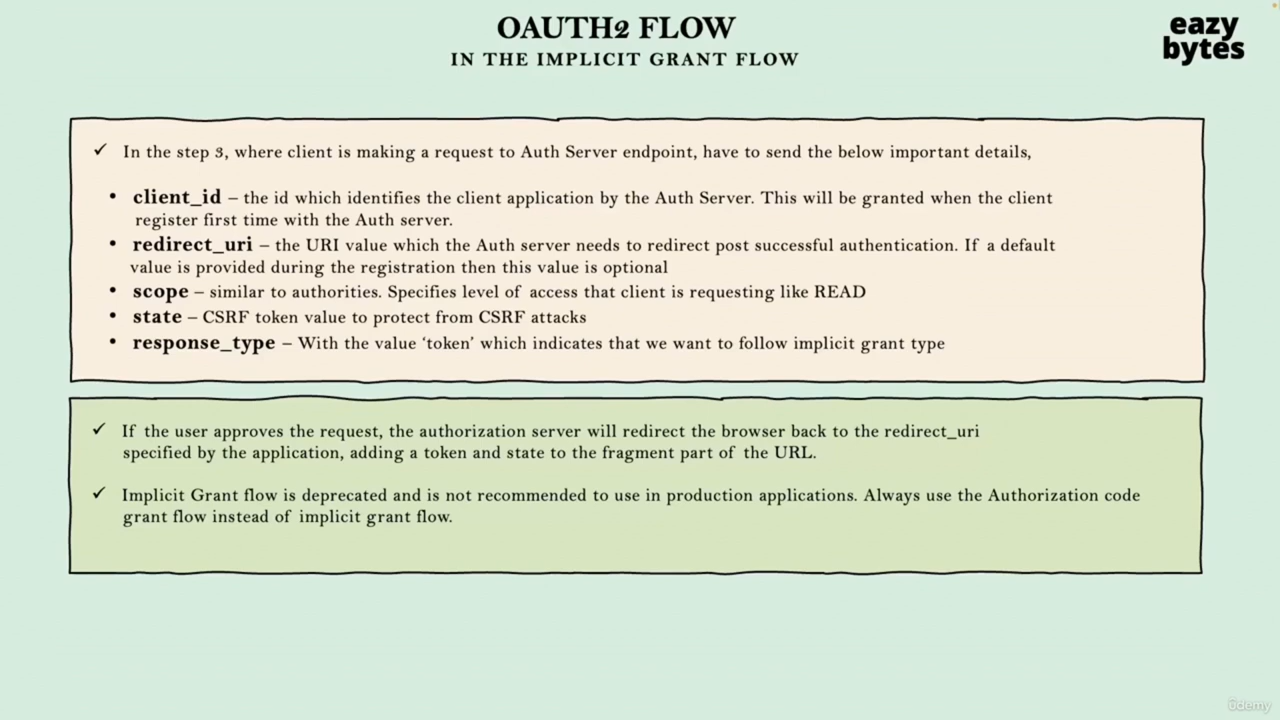 OAUTH2 FLOW
IN THE IMPLICIT GRANT FLOW
eazy
bytes
✓ In the step 3, where client is making a request to Auth Server endpoint, have to send the below important details,
• client_id – the id which identifies the client application by the Auth Server. This will be granted when the client
register first time with the Auth server.
• redirect_uri – the URI value which the Auth server needs to redirect post successful authentication. If a default
value is provided during the registration then this value is optional
• scope – similar to authorities. Specifies level of access that client is requesting like READ
• state – CSRF token value to protect from CSRF attacks
• response_type – With the value ‘token’ which indicates that we want to follow implicit grant type
✓ If the user approves the request, the authorization server will redirect the browser back to the redirect_uri
specified by the application, adding a token and state to the fragment part of the URL.
✓ Implicit Grant flow is deprecated and is not recommended to use in production applications. Always use the Authorization code
grant flow instead of implicit grant flow.
ûdemy